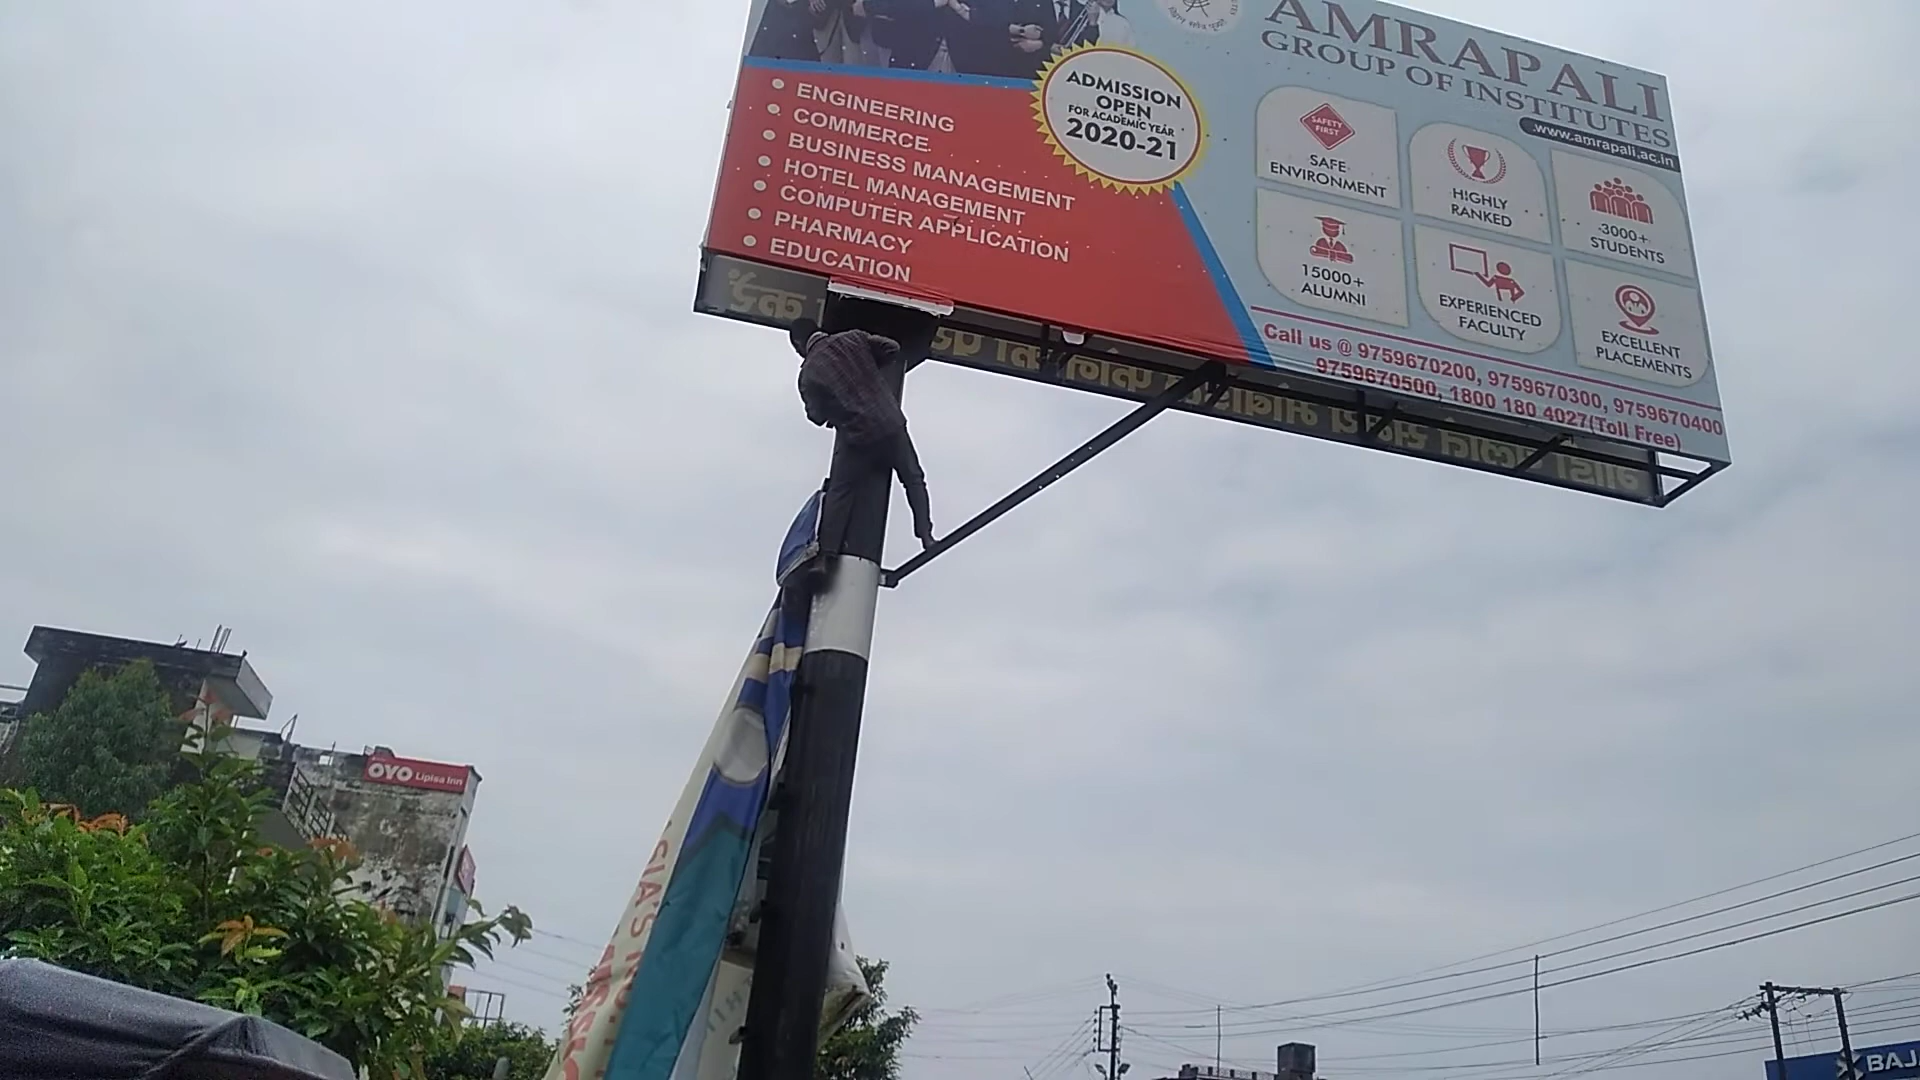 AMRAPALI
GROUP OF INSTITUTES
www.amrapali.ac.in
ADMISSION
OPEN
FOR ACADEMIC YEAR
2020-21
ENGINEERING
COMMERCE
BUSINESS MANAGEMENT
HOTEL MANAGEMENT
COMPUTER APPLICATION
PHARMACY
EDUCATION
SAFETY
FIRST
SAFE
ENVIRONMENT
HIGHLY
RANKED
3000+
STUDENTS
15000+
ALUMNI
EXPERIENCED
FACULTY
EXCELLENT
PLACEMENTS
Call us @ 9759670200, 9759670300, 9759670400
9759670500, 1800 180 4027(Toll Free)
OYO Lipisa Inn